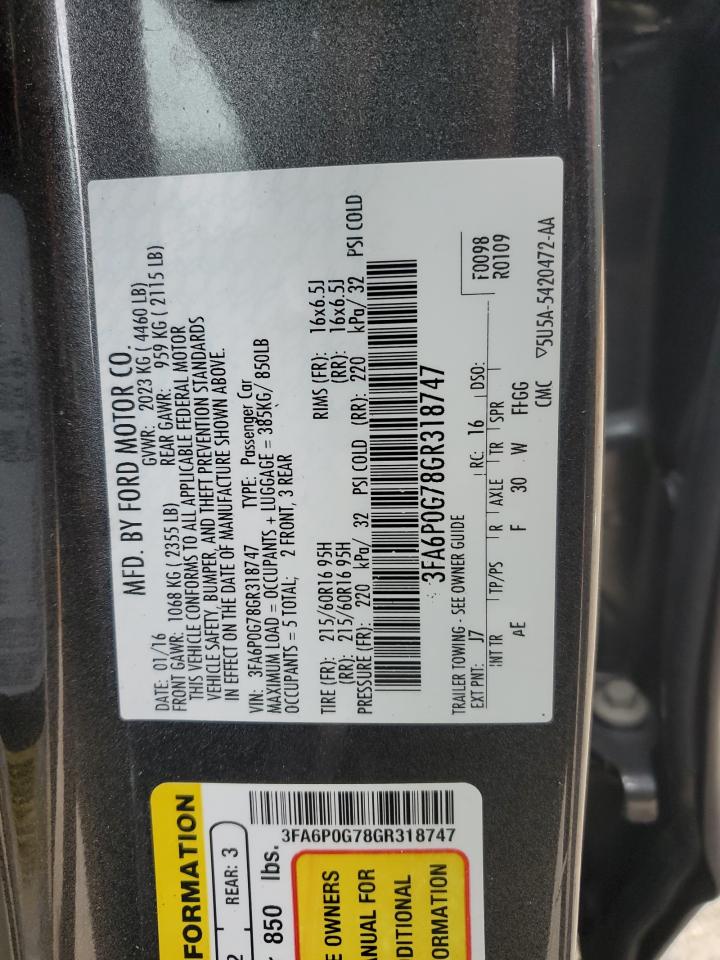 MFD. BY FORD MOTOR CO.
DATE: 01/16 GVWR: 2023 KG ( 4460 LB)
FRONT GAWR: 1068 KG ( 2355 LB) REAR GAWR: 959 KG ( 2115 LB)
THIS VEHICLE CONFORMS TO ALL APPLICABLE FEDERAL MOTOR
VEHICLE SAFETY, BUMPER, AND THEFT PREVENTION STANDARDS
IN EFFECT ON THE DATE OF MANUFACTURE SHOWN ABOVE.
VIN: 3FA6P0G78GR318747 TYPE: Passenger Car
MAXIMUM LOAD = OCCUPANTS + LUGGAGE = 385KG/ 850LB
OCCUPANTS = 5 TOTAL; 2 FRONT, 3 REAR
TIRE (FR): 215/60R16 95H RIMS (FR): 16x6.5J
(RR): 215/60R16 95H (RR): 16x6.5J
PRESSURE (FR): 220 kPa/ 32 PSI COLD (RR): 220 kPa/ 32 PSI COLD
3FA6P0G78GR318747
TRAILER TOWING - SEE OWNER GUIDE
F0098
EXT PNT: J7 RC: 16 DSO: R0109
INT TR TP/PS R AXLE TR SPR
AE F 30 W FFGG
CMC ▽5U5A-5420472-AA
FORMATION
2 REAR: 3
850 lbs.
3FA6P0G78GR318747
E OWNERS
ANUAL FOR
DDITIONAL
ORMATION